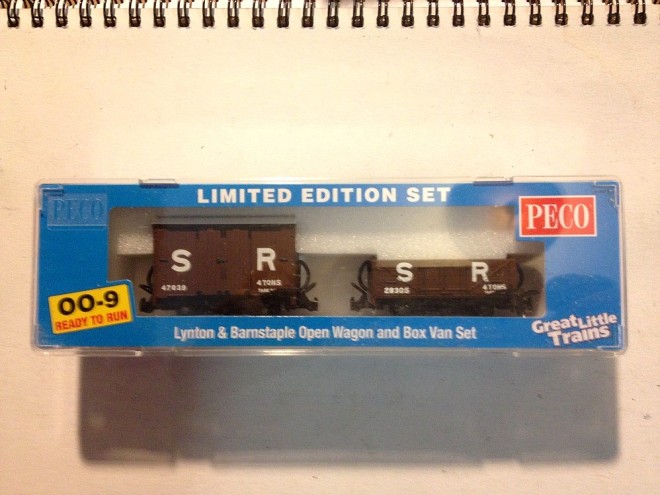 LIMITED EDITION SET
PECO
PECO
S R
47039 4 TONS
S R
28305 4 TONS
OO-9
READY TO RUN
Lynton & Barnstaple Open Wagon and Box Van Set
Great Little
Trains